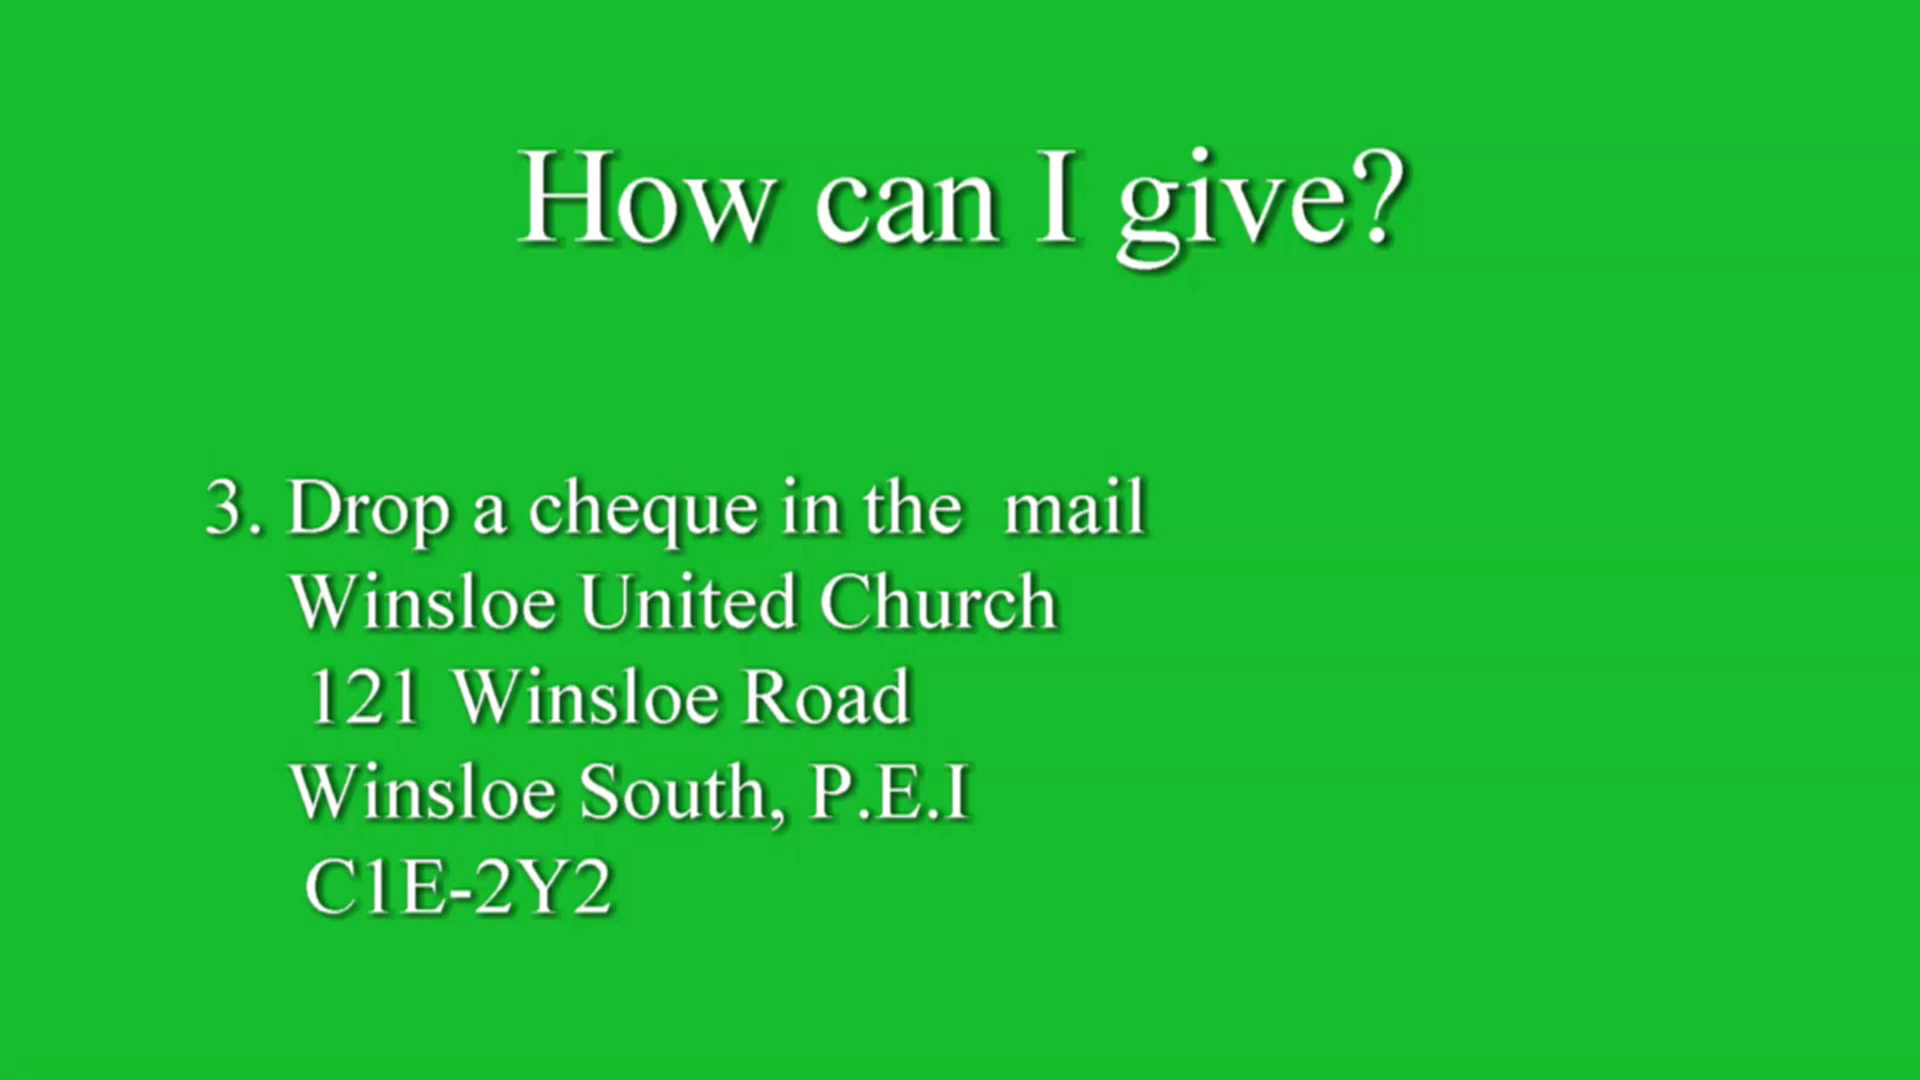 How can I give?
3. Drop a cheque in the  mail
Winsloe United Church
121 Winsloe Road
Winsloe South, P.E.I
C1E-2Y2